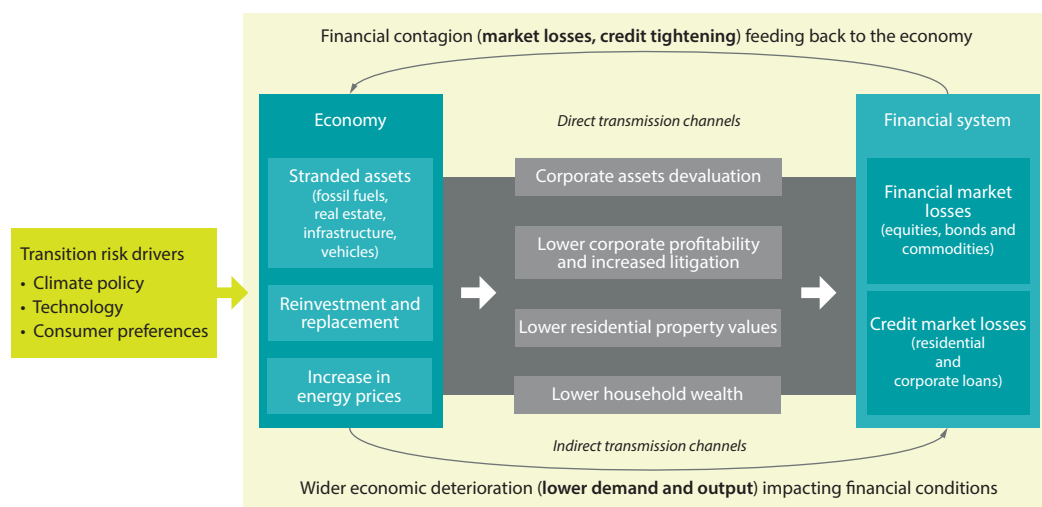 Financial contagion (market losses, credit tightening) feeding back to the economy
Economy
Direct transmission channels
Financial system
Stranded assets
(fossil fuels,
real estate,
infrastructure,
vehicles)
Reinvestment and
replacement
Increase in
energy prices
Corporate assets devaluation
Lower corporate profitability
and increased litigation
Lower residential property values
Lower household wealth
Financial market
losses
(equities, bonds and
commodities)
Credit market losses
(residential
and
corporate loans)
Transition risk drivers
• Climate policy
• Technology
• Consumer preferences
Indirect transmission channels
Wider economic deterioration (lower demand and output) impacting financial conditions